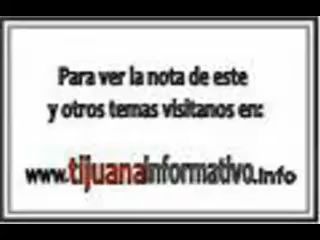 Para ver la nota de este
y otros temas visitanos en:
www.tijuanainformativo.info